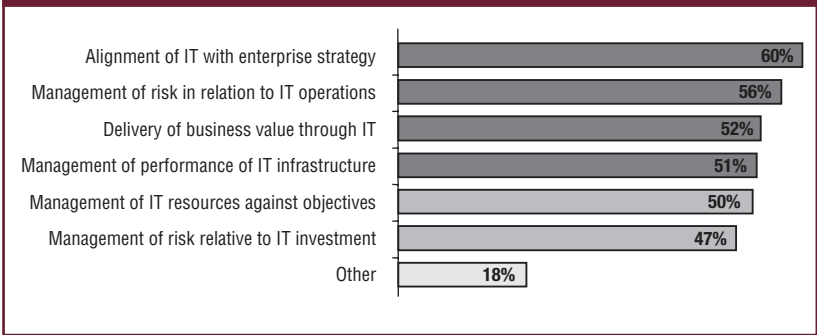 Alignment of IT with enterprise strategy 60%
Management of risk in relation to IT operations 56%
Delivery of business value through IT 52%
Management of performance of IT infrastructure 51%
Management of IT resources against objectives 50%
Management of risk relative to IT investment 47%
Other 18%